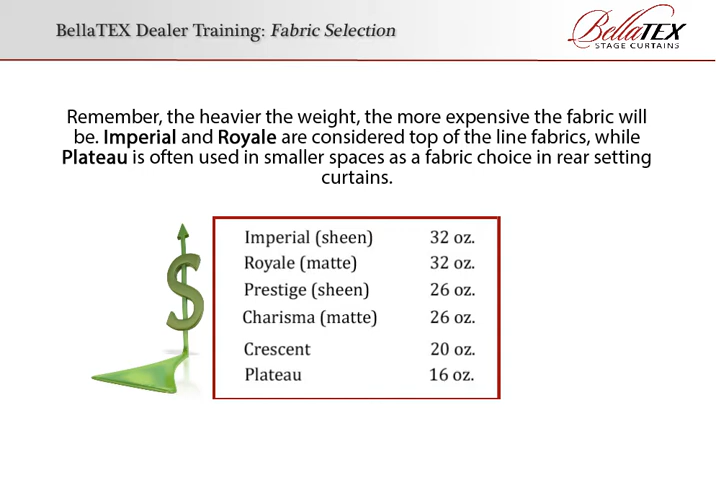 BellaTEX Dealer Training: Fabric Selection
BellaTEX
STAGE CURTAINS
Remember, the heavier the weight, the more expensive the fabric will
be. Imperial and Royale are considered top of the line fabrics, while
Plateau is often used in smaller spaces as a fabric choice in rear setting
curtains.
$
Imperial (sheen) 32 oz.
Royale (matte) 32 oz.
Prestige (sheen) 26 oz.
Charisma (matte) 26 oz.
Crescent 20 oz.
Plateau 16 oz.